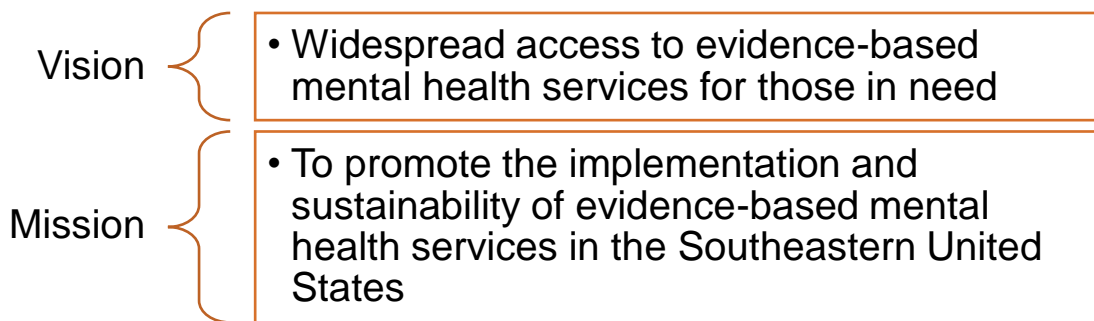 Vision
• Widespread access to evidence-based
mental health services for those in need
Mission
• To promote the implementation and
sustainability of evidence-based mental
health services in the Southeastern United
States